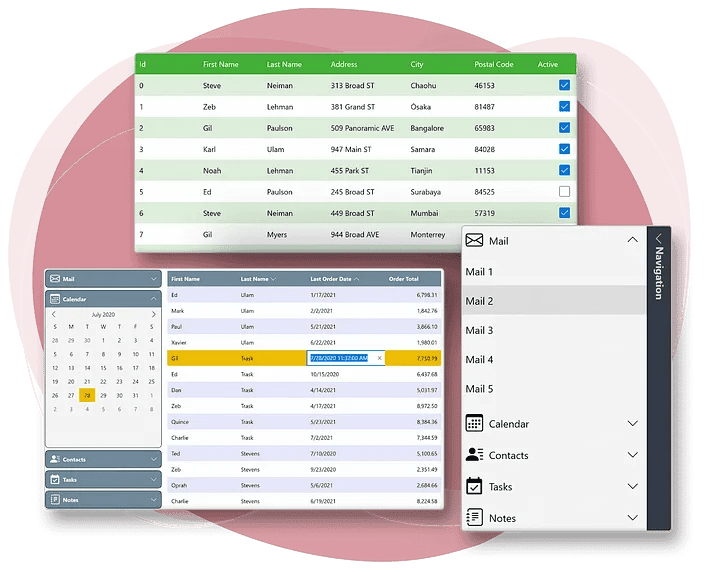 Id First Name Last Name Address City Postal Code Active
0 Steve Neiman 313 Broad ST Chaohu 46153
1 Zeb Lehman 381 Grand ST Osaka 81487
2 Gil Paulson 509 Panoramic AVE Bangalore 65983
3 Karl Ulam 947 Main ST Samara 84028
4 Noah Lehman 455 Park ST Tianjin 11153
5 Ed Paulson 245 Broad ST Surabaya 84525
6 Steve Neiman 449 Broad ST Mumbai 57319
7 Gil Myers 944 Broad AVE Monterrey
Mail
Calendar
July 2020
S M T W T F S
28 29 30 1 2 3 4
5 6 7 8 9 10 11
12 13 14 15 16 17 18
19 20 21 22 23 24 25
26 27 28 29 30 31 1
2 3 4 5 6 7 8
Contacts
Tasks
Notes
First Name Last Name Last Order Date Order Total
Ed Ulam 1/17/2021 6,798.31
Mark Ulam 2/2/2021 1,842.76
Paul Ulam 5/21/2021 3,866.10
Xavier Ulam 6/22/2021 1,980.01
Gil Trask 7/28/2020 11:37:00 AM 7,750.79
Ed Trask 10/15/2020 6,437.68
Dan Trask 4/14/2021 5,031.97
Zeb Trask 4/17/2021 8,972.50
Quince Trask 5/23/2021 8,384.36
Charlie Trask 7/2/2021 7,344.59
Ted Stevens 7/10/2020 5,100.65
Zeb Stevens 9/23/2020 2,351.49
Oprah Stevens 5/6/2021 2,684.66
Charlie Stevens 6/19/2021 8,224.58
Mail
Mail 1
Mail 2
Mail 3
Mail 4
Mail 5
Calendar
Contacts
Tasks
Notes
Navigation